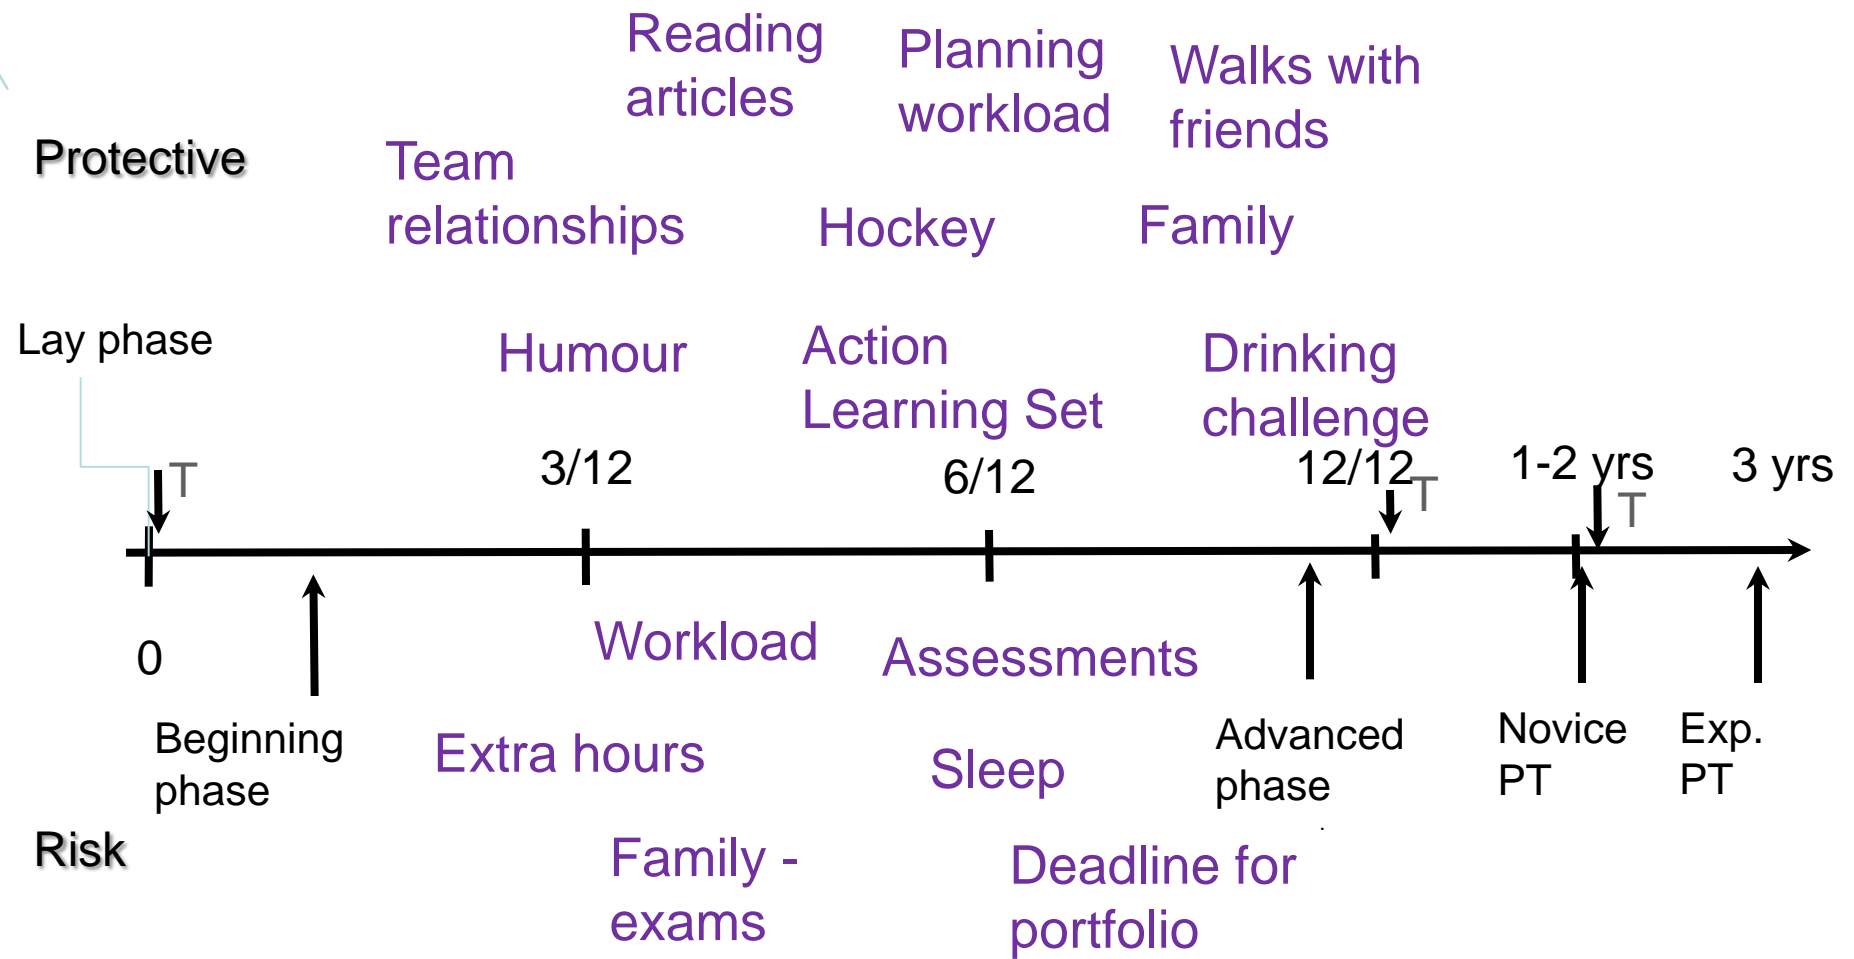 Reading
articles
Planning
workload
Walks with
friends
Protective
Team
relationships
Hockey
Family
Lay phase
Humour
Action
Learning Set
Drinking
challenge
T
3/12
6/12
12/12
T
1-2 yrs
T
3 yrs
0
Workload
Assessments
Beginning
phase
Extra hours
Sleep
Advanced
phase
Novice
PT
Exp.
PT
Risk
Family -
exams
Deadline for
portfolio